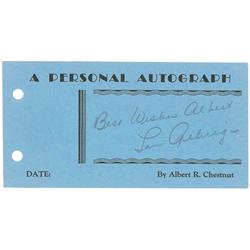 A PERSONAL AUTOGRAPH
Best Wishes Albert
Lou Gehrig
DATE:
By Albert R. Chestnut